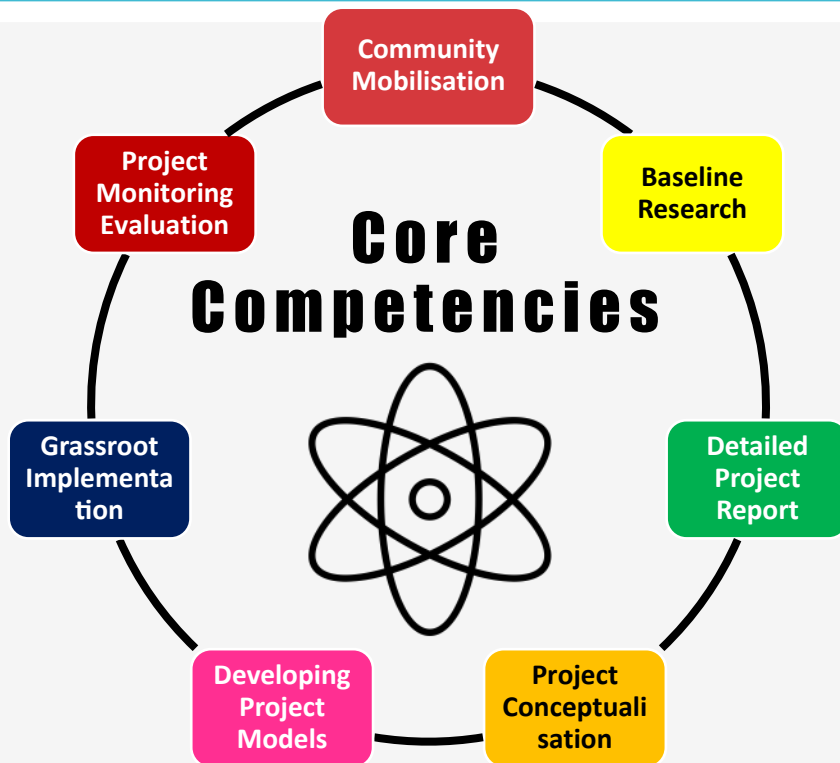 Community
Mobilisation
Project
Monitoring
Evaluation
Baseline
Research
Core
Competencies
Grassroot
Implementa
tion
Detailed
Project
Report
Developing
Project
Models
Project
Conceptuali
sation